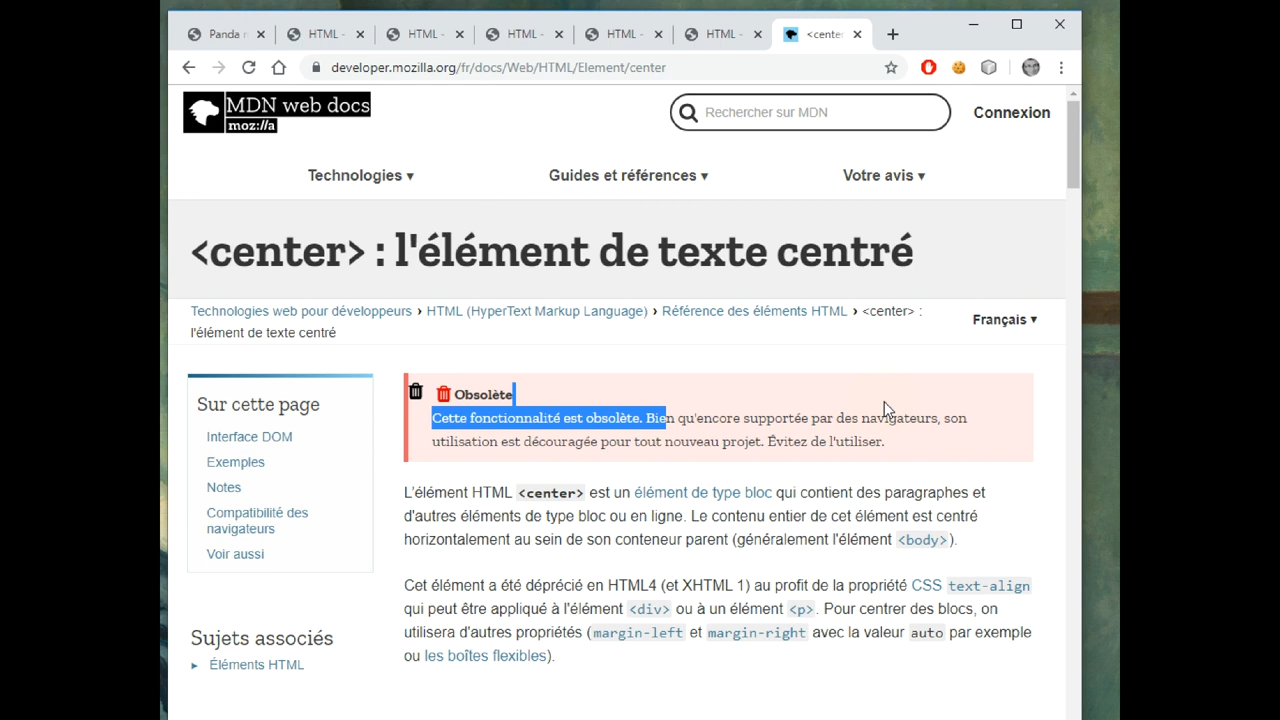 Panda
HTML -
HTML -
HTML -
HTML -
HTML -
<center
developer.mozilla.org/fr/docs/Web/HTML/Element/center
MDN web docs
moz://a
Rechercher sur MDN
Connexion
Technologies ▾
Guides et références ▾
Votre avis ▾
<center> : l'élément de texte centré
Technologies web pour développeurs › HTML (HyperText Markup Language) › Référence des éléments HTML › <center> :
l'élément de texte centré
Français ▾
Sur cette page
Interface DOM
Exemples
Notes
Compatibilité des
navigateurs
Voir aussi
Sujets associés
▸ Éléments HTML
Obsolète
Cette fonctionnalité est obsolète. Bien qu'encore supportée par des navigateurs, son
utilisation est découragée pour tout nouveau projet. Évitez de l'utiliser.
L'élément HTML <center> est un élément de type bloc qui contient des paragraphes et
d'autres éléments de type bloc ou en ligne. Le contenu entier de cet élément est centré
horizontalement au sein de son conteneur parent (généralement l'élément <body>).
Cet élément a été déprécié en HTML4 (et XHTML 1) au profit de la propriété CSS text-align
qui peut être appliqué à l'élément <div> ou à un élément <p>. Pour centrer des blocs, on
utilisera d'autres propriétés (margin-left et margin-right avec la valeur auto par exemple
ou les boîtes flexibles).